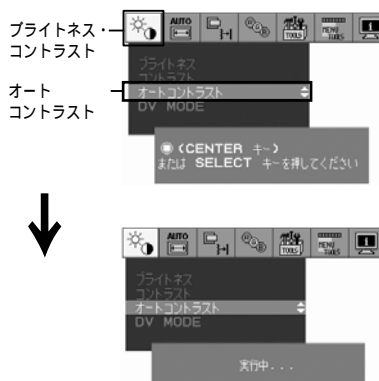 ブライトネス・
コントラスト
AUTO
RGB
TOOLS
MENU
TOOLS
ブライトネス
コントラスト
オート
コントラスト
オートコントラスト
DV MODE
(CENTER キー)
または SELECT キーを押してください
AUTO
RGB
TOOLS
MENU
TOOLS
ブライトネス
コントラスト
オートコントラスト
DV MODE
実行中...